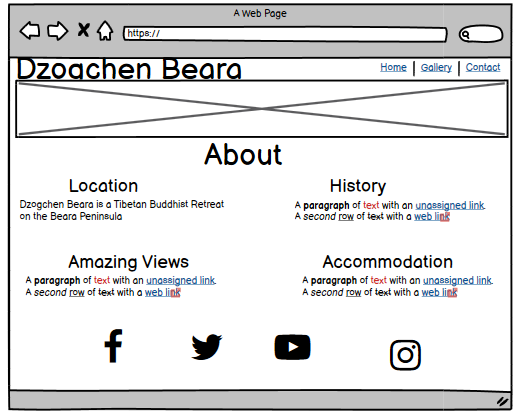 A Web Page
https://
Dzogchen Beara
Home | Gallery | Contact
About
Location
Dzogchen Beara is a Tibetan Buddhist Retreat
on the Beara Peninsula
History
A paragraph of text with an unassigned link.
A second row of text with a web link
Amazing Views
A paragraph of text with an unassigned link.
A second row of text with a web link
Accommodation
A paragraph of text with an unassigned link.
A second row of text with a web link